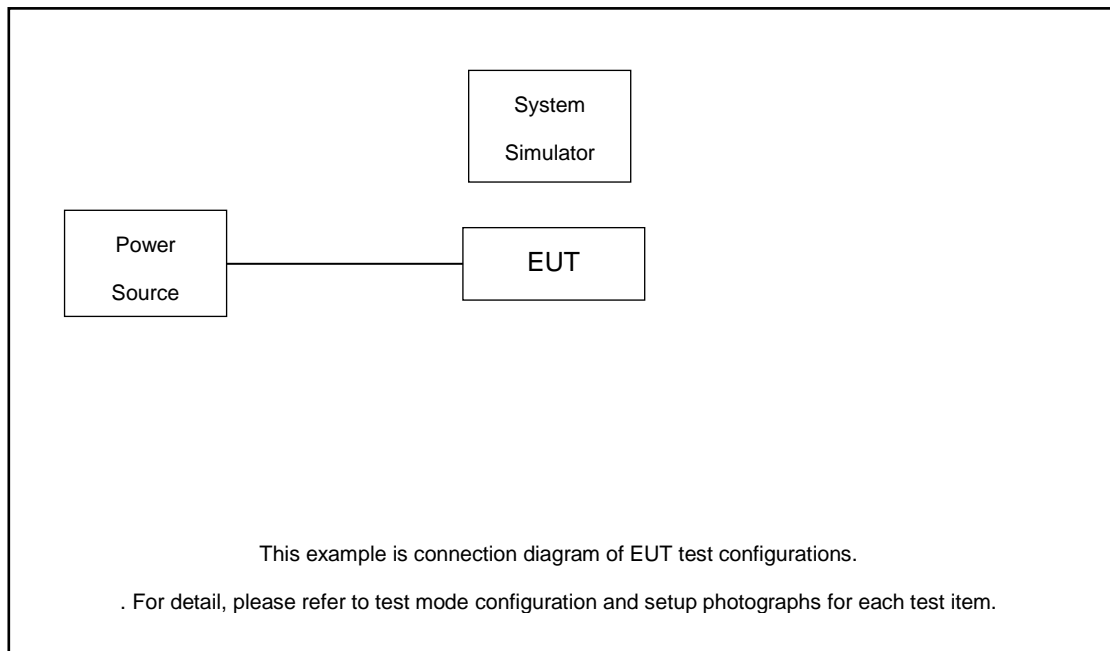 System
Simulator
Power
Source
EUT
This example is connection diagram of EUT test configurations.
. For detail, please refer to test mode configuration and setup photographs for each test item.